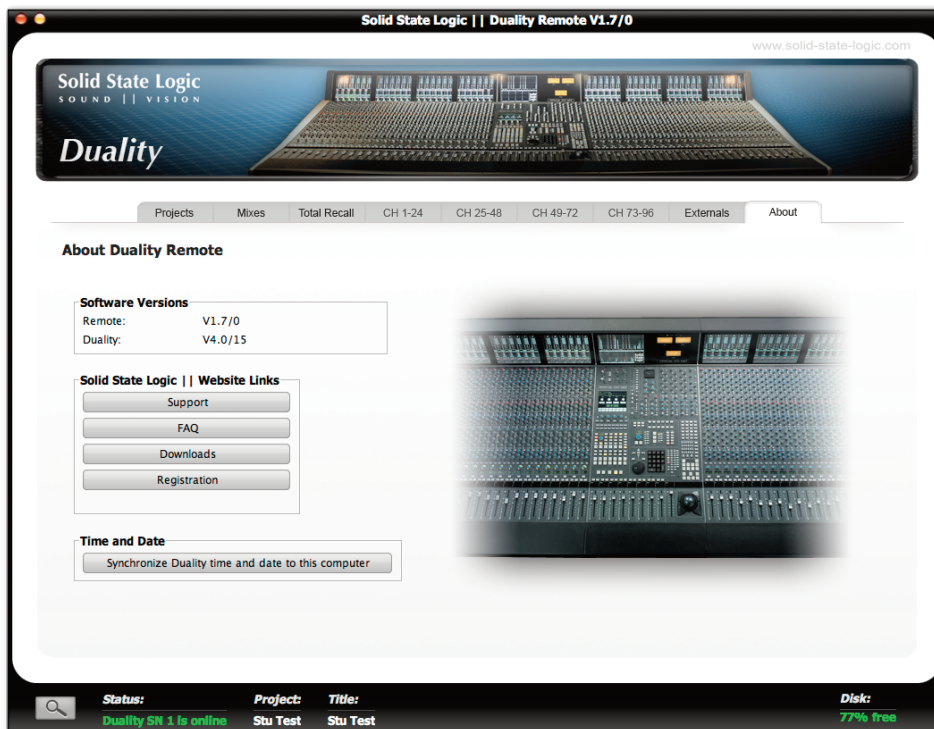 Solid State Logic || Duality Remote V1.7/0
www.solid-state-logic.com
Solid State Logic
SOUND || VISION
Duality
Projects Mixes Total Recall CH 1-24 CH 25-48 CH 49-72 CH 73-96 Externals About
About Duality Remote
Software Versions
Remote: V1.7/0
Duality: V4.0/15
Solid State Logic || Website Links
Support
FAQ
Downloads
Registration
Time and Date
Synchronize Duality time and date to this computer
Status: Project: Title: Disk:
Duality SN 1 is online Stu Test Stu Test 77% free